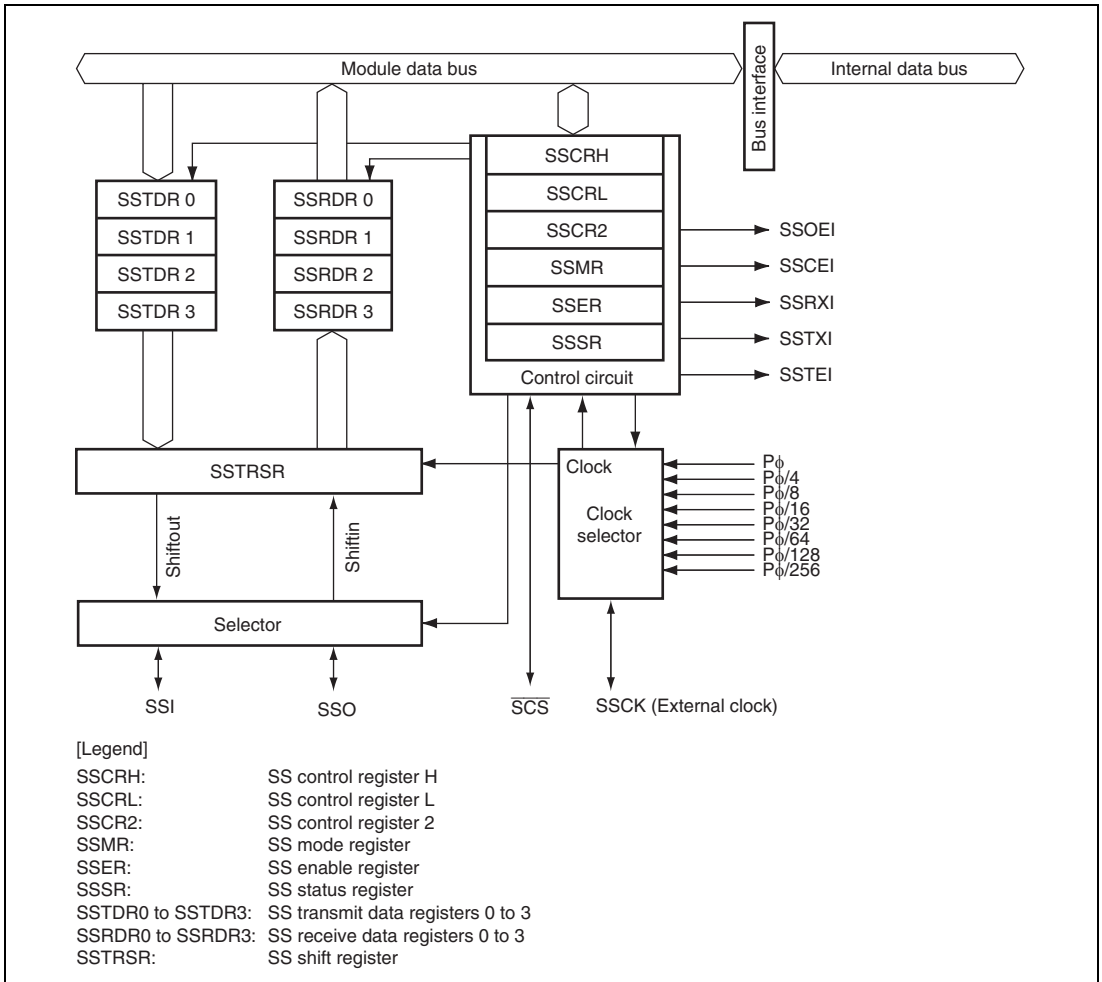 Module data bus
Bus interface
Internal data bus
SSTDR 0
SSTDR 1
SSTDR 2
SSTDR 3
SSRDR 0
SSRDR 1
SSRDR 2
SSRDR 3
SSCRH
SSCRL
SSCR2
SSMR
SSER
SSSR
Control circuit
SSOEI
SSCEI
SSRXI
SSTXI
SSTEI
SSTRSR
Clock
Clock
selector
Pϕ
Pϕ/4
Pϕ/8
Pϕ/16
Pϕ/32
Pϕ/64
Pϕ/128
Pϕ/256
Shiftout
Shiftin
Selector
SSI
SSO
SCS
SSCK (External clock)
[Legend]
SSCRH: SS control register H
SSCRL: SS control register L
SSCR2: SS control register 2
SSMR: SS mode register
SSER: SS enable register
SSSR: SS status register
SSTDR0 to SSTDR3: SS transmit data registers 0 to 3
SSRDR0 to SSRDR3: SS receive data registers 0 to 3
SSTRSR: SS shift register